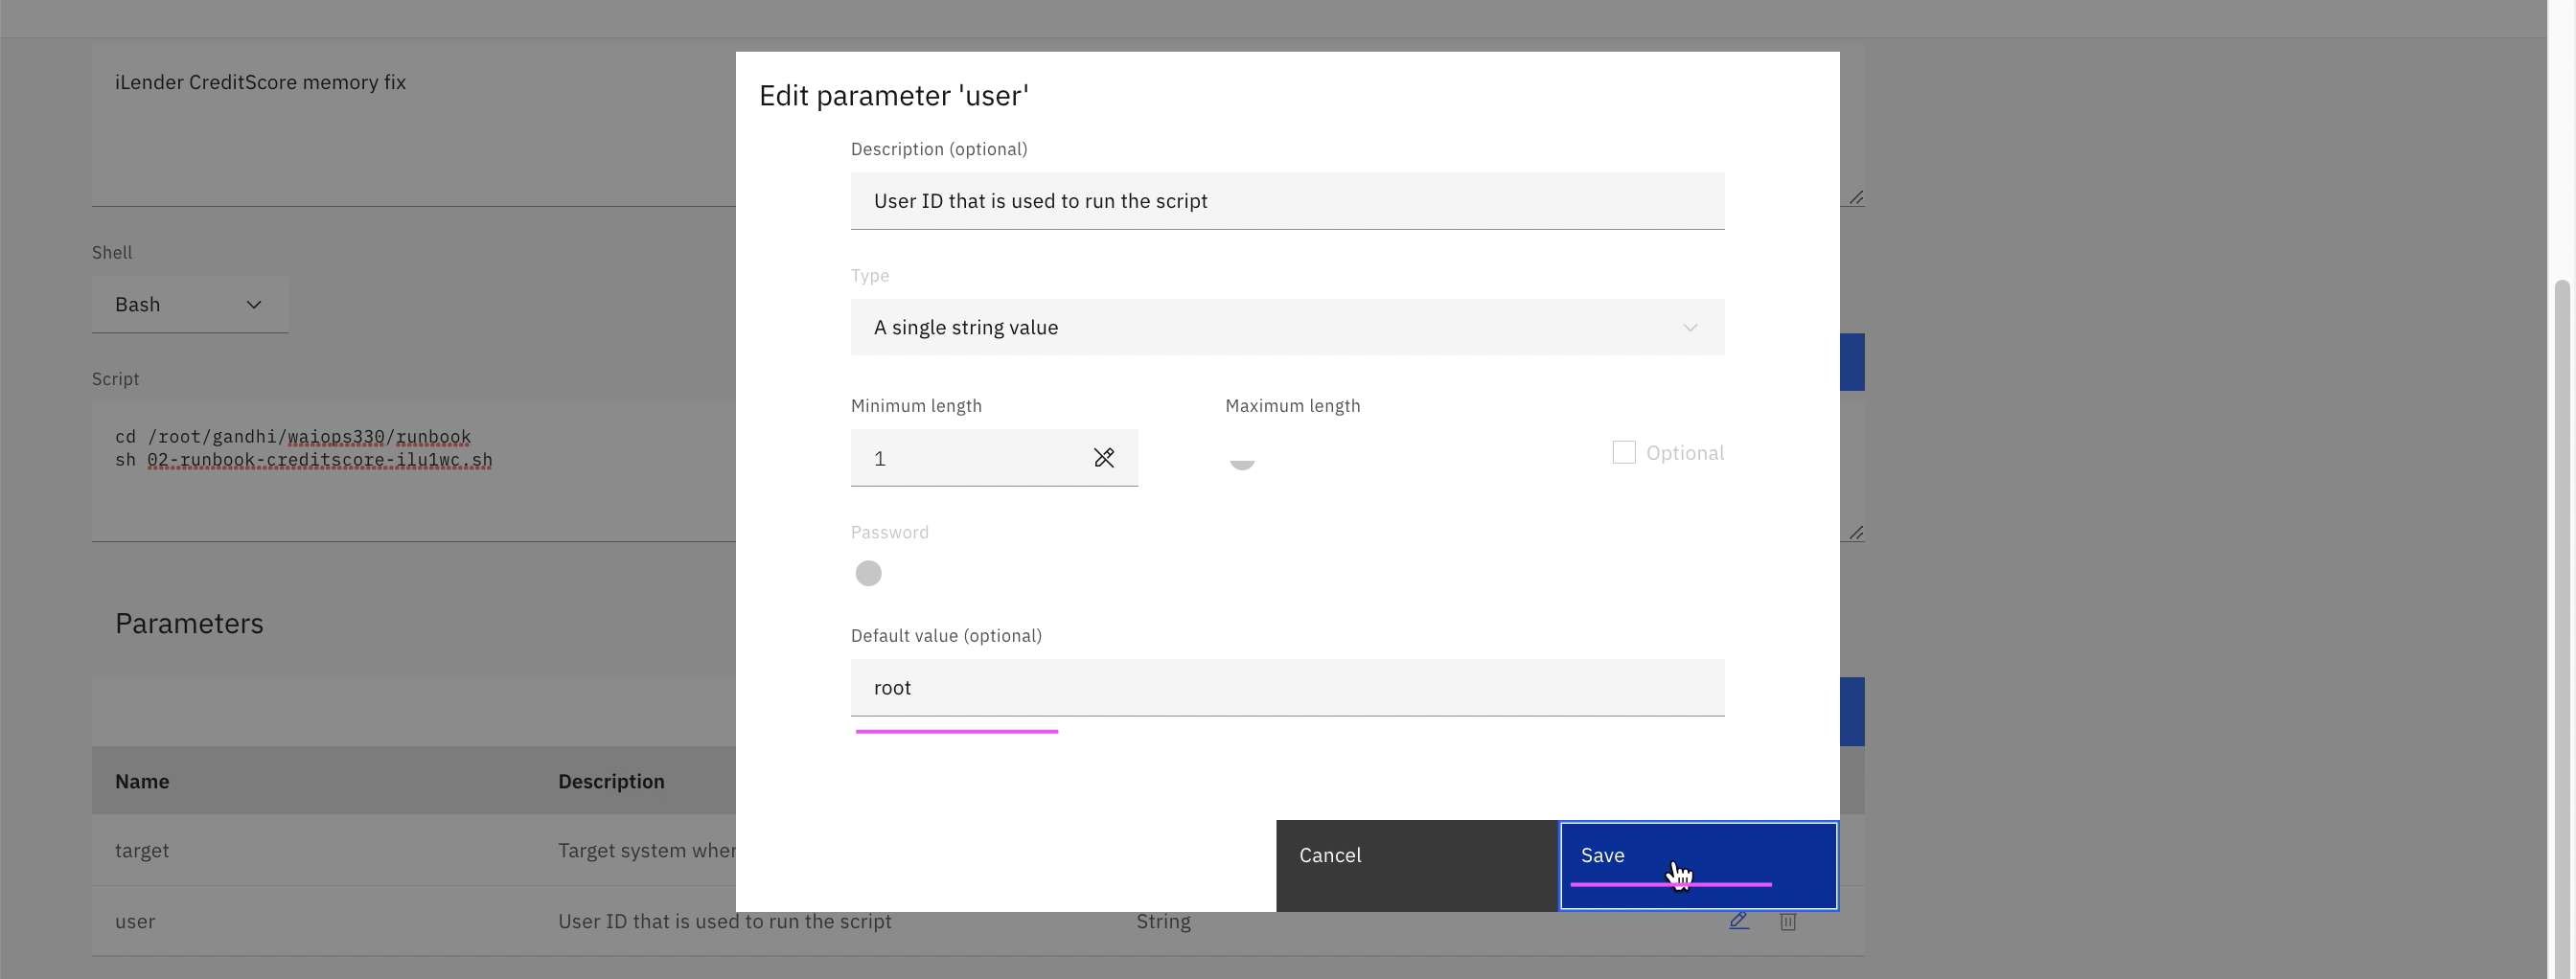 iLender CreditScore memory fix
Shell
Bash
Script
cd /root/gandhi/waiops330/runbook
sh 02-runbook-creditscore-ilu1wc.sh
Parameters
Name Description
target Target system wher
user User ID that is used to run the script String
Edit parameter 'user'
Description (optional)
User ID that is used to run the script
Type
A single string value
Minimum length Maximum length
1
Optional
Password
Default value (optional)
root
Cancel Save